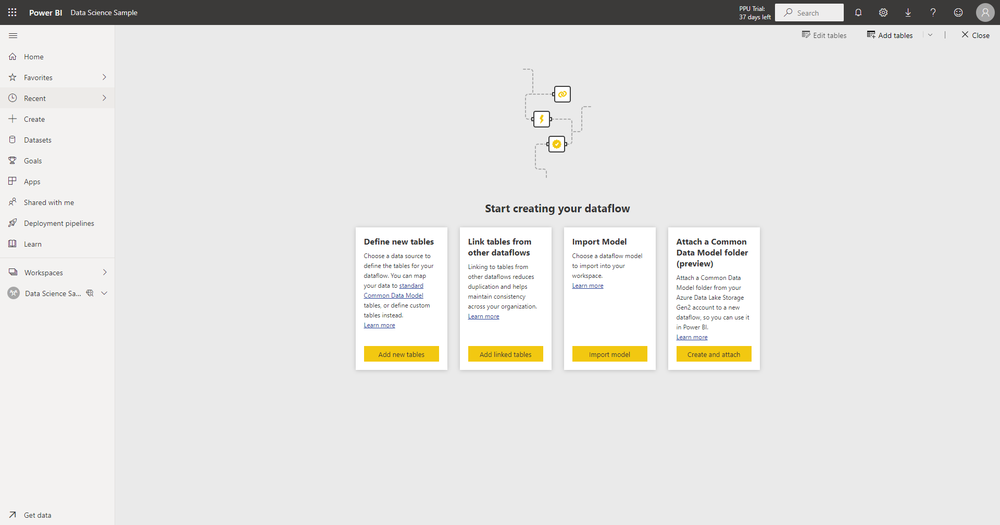 Power BI Data Science Sample
PPU Trial:
37 days left
Search
Edit tables
Add tables
Close
Home
Favorites
Recent
Create
Datasets
Goals
Apps
Shared with me
Deployment pipelines
Learn
Workspaces
Data Science Sa...
Get data
Start creating your dataflow
Define new tables
Choose a data source to
define the tables for your
dataflow. You can map
your data to standard
Common Data Model
tables, or define custom
tables instead.
Learn more
Add new tables
Link tables from
other dataflows
Linking to tables from
other dataflows reduces
duplication and helps
maintain consistency
across your organization.
Learn more
Add linked tables
Import Model
Choose a dataflow model
to import into your
workspace.
Learn more
Import model
Attach a Common
Data Model folder
(preview)
Attach a Common Data
Model folder from your
Azure Data Lake Storage
Gen2 account to a new
dataflow, so you can use it
in Power BI.
Learn more
Create and attach